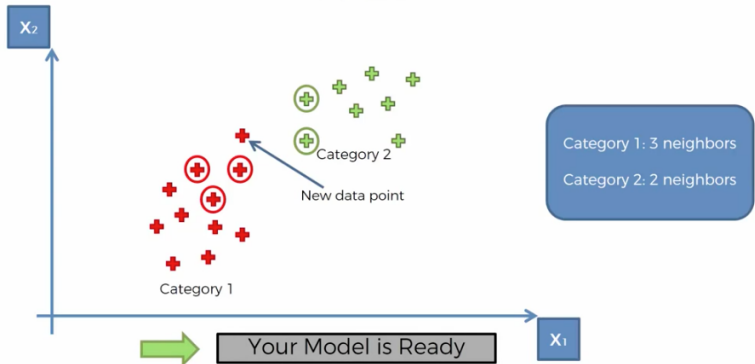 X2
Category 1: 3 neighbors
Category 2
Category 2: 2 neighbors
New data point
Category 1
Your Model is Ready
X1